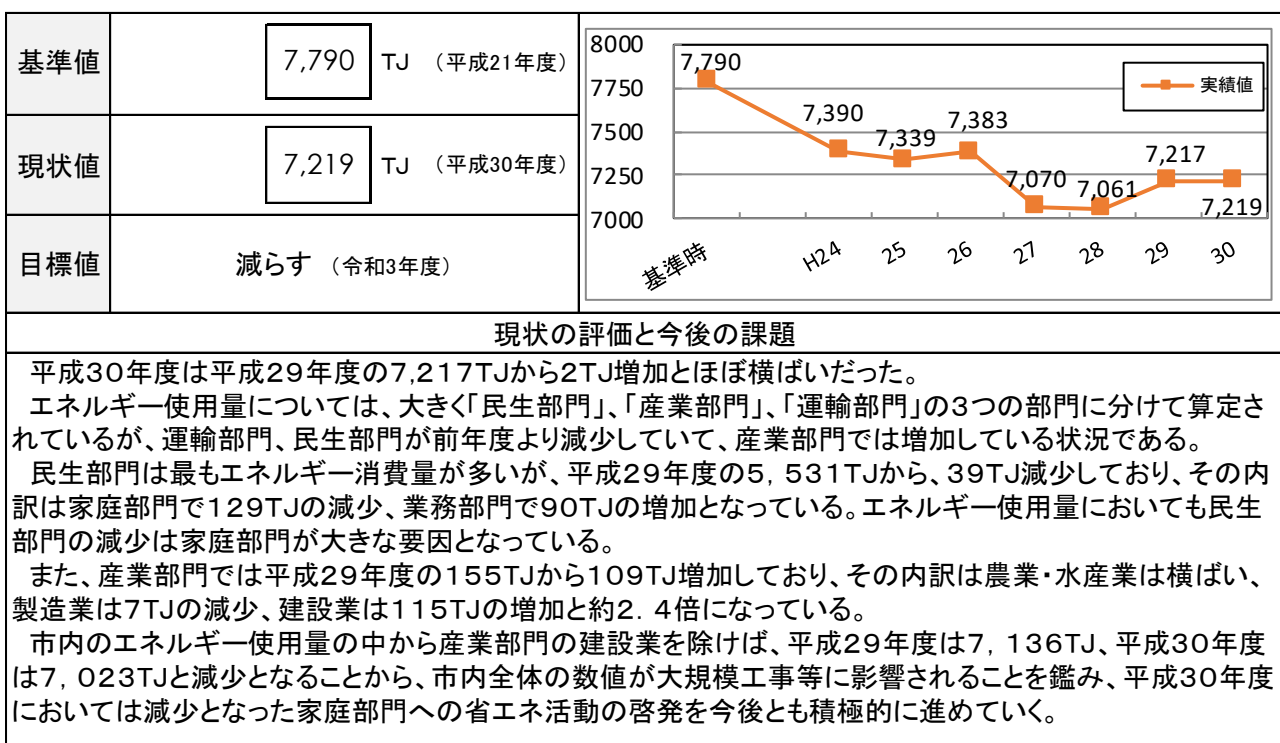 基準値
7,790 TJ （平成21年度）
現状値
7,219 TJ （平成30年度）
目標値
減らす （令和3年度）
8000
7750
7500
7250
7000
7,790
7,390
7,339
7,383
7,070
7,061
7,217
7,219
実績値
基準時
H24
25
26
27
28
29
30
現状の評価と今後の課題
平成30年度は平成29年度の7,217TJから2TJ増加とほぼ横ばいだった。
エネルギー使用量については、大きく「民生部門」、「産業部門」、「運輸部門」の3つの部門に分けて算定さ
れているが、運輸部門、民生部門が前年度より減少していて、産業部門では増加している状況である。
民生部門は最もエネルギー消費量が多いが、平成29年度の5，531TJから、39TJ減少しており、その内
訳は家庭部門で129TJの減少、業務部門で90TJの増加となっている。エネルギー使用量においても民生
部門の減少は家庭部門が大きな要因となっている。
また、産業部門では平成29年度の155TJから109TJ増加しており、その内訳は農業・水産業は横ばい、
製造業は7TJの減少、建設業は115TJの増加と約2．4倍になっている。
市内のエネルギー使用量の中から産業部門の建設業を除けば、平成29年度は7，136TJ、平成30年度
は7，023TJと減少となることから、市内全体の数値が大規模工事等に影響されることを鑑み、平成30年度
においては減少となった家庭部門への省エネ活動の啓発を今後とも積極的に進めていく。